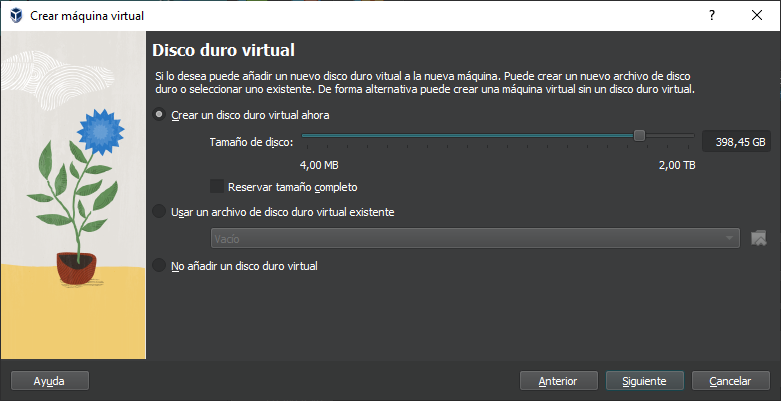 Crear máquina virtual
?
Disco duro virtual
Si lo desea puede añadir un nuevo disco duro vitual a la nueva máquina. Puede crear un nuevo archivo de disco
duro o seleccionar uno existente. De forma alternativa puede crear una máquina virtual sin un disco duro virtual.
Crear un disco duro virtual ahora
Tamaño de disco:
398,45 GB
4,00 MB
2,00 TB
Reservar tamaño completo
Usar un archivo de disco duro virtual existente
Vacío
No añadir un disco duro virtual
Ayuda
Anterior
Siguiente
Cancelar